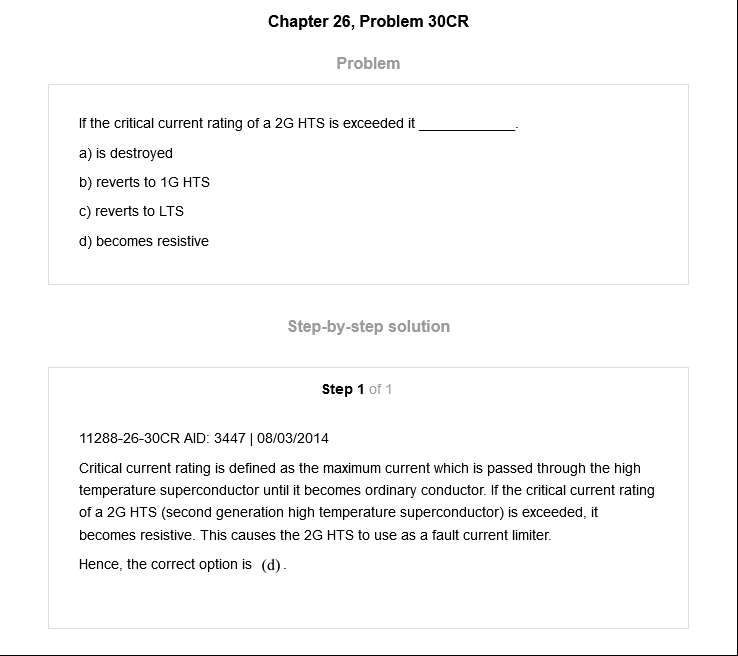 Chapter 26, Problem 30CR
Problem
If the critical current rating of a 2G HTS is exceeded it ____________.
a) is destroyed
b) reverts to 1G HTS
c) reverts to LTS
d) becomes resistive
Step-by-step solution
Step 1 of 1
11288-26-30CR AID: 3447 | 08/03/2014
Critical current rating is defined as the maximum current which is passed through the high
temperature superconductor until it becomes ordinary conductor. If the critical current rating
of a 2G HTS (second generation high temperature superconductor) is exceeded, it
becomes resistive. This causes the 2G HTS to use as a fault current limiter.
Hence, the correct option is (d).